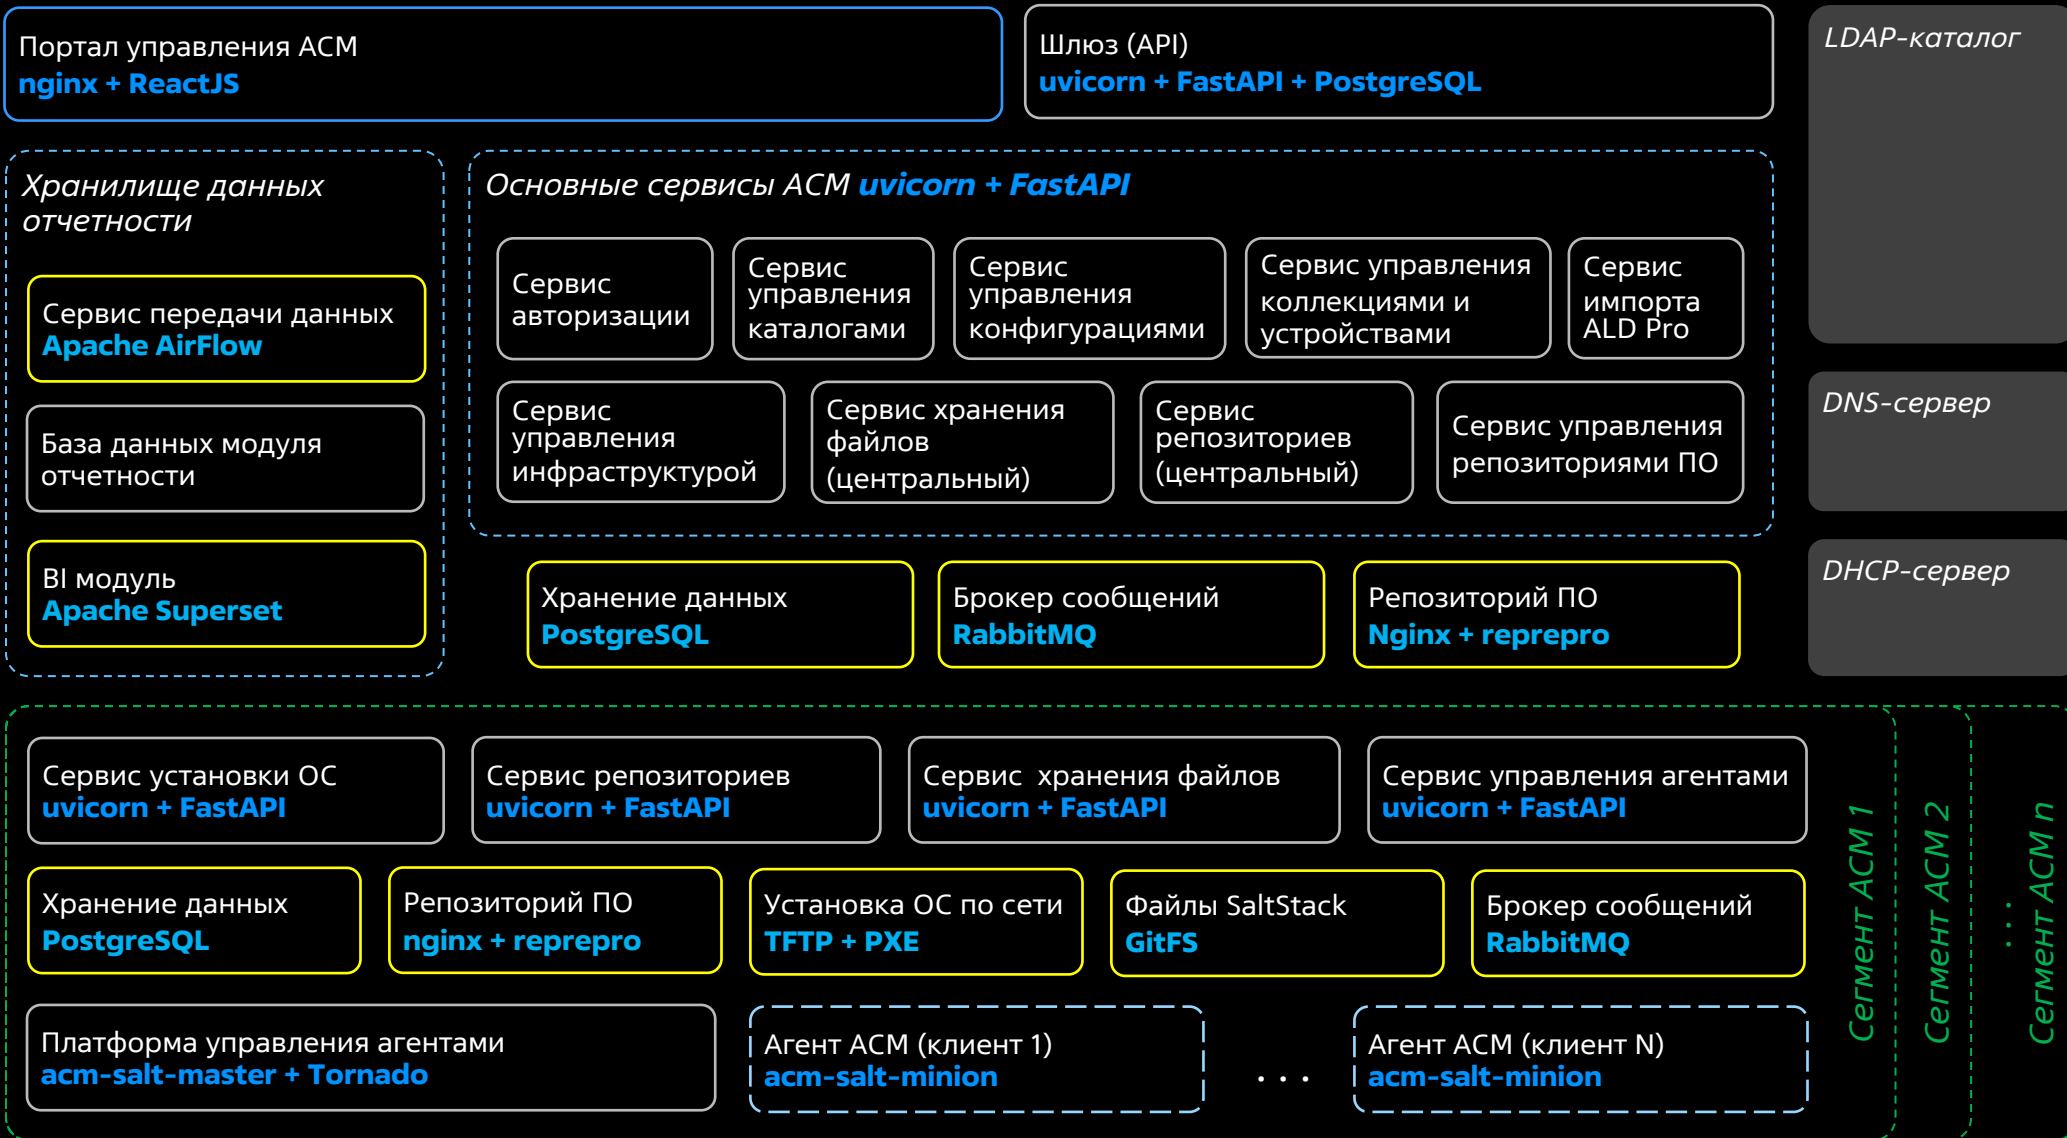 Портал управления ACM
nginx + ReactJS
Шлюз (API)
uvicorn + FastAPI + PostgreSQL
LDAP-каталог
Хранилище данных
отчетности
Сервис передачи данных
Apache AirFlow
База данных модуля
отчетности
BI модуль
Apache Superset
Основные сервисы ACM uvicorn + FastAPI
Сервис
авторизации
Сервис
управления
каталогами
Сервис
управления
конфигурациями
Сервис управления
коллекциями и
устройствами
Сервис
импорта
ALD Pro
Сервис
управления
инфраструктурой
Сервис хранения
файлов
(центральный)
Сервис
репозиториев
(центральный)
Сервис управления
репозиториями ПО
DNS-сервер
DHCP-сервер
Хранение данных
PostgreSQL
Брокер сообщений
RabbitMQ
Репозиторий ПО
Nginx + reprepro
Сервис установки ОС
uvicorn + FastAPI
Сервис репозиториев
uvicorn + FastAPI
Сервис  хранения файлов
uvicorn + FastAPI
Сервис управления агентами
uvicorn + FastAPI
Хранение данных
PostgreSQL
Репозиторий ПО
nginx + reprepro
Установка ОС по сети
TFTP + PXE
Файлы SaltStack
GitFS
Брокер сообщений
RabbitMQ
Платформа управления агентами
acm-salt-master + Tornado
Агент ACM (клиент 1)
acm-salt-minion
. . .
Агент ACM (клиент N)
acm-salt-minion
Сегмент ACM 1
Сегмент ACM 2
. . .
Сегмент ACM n